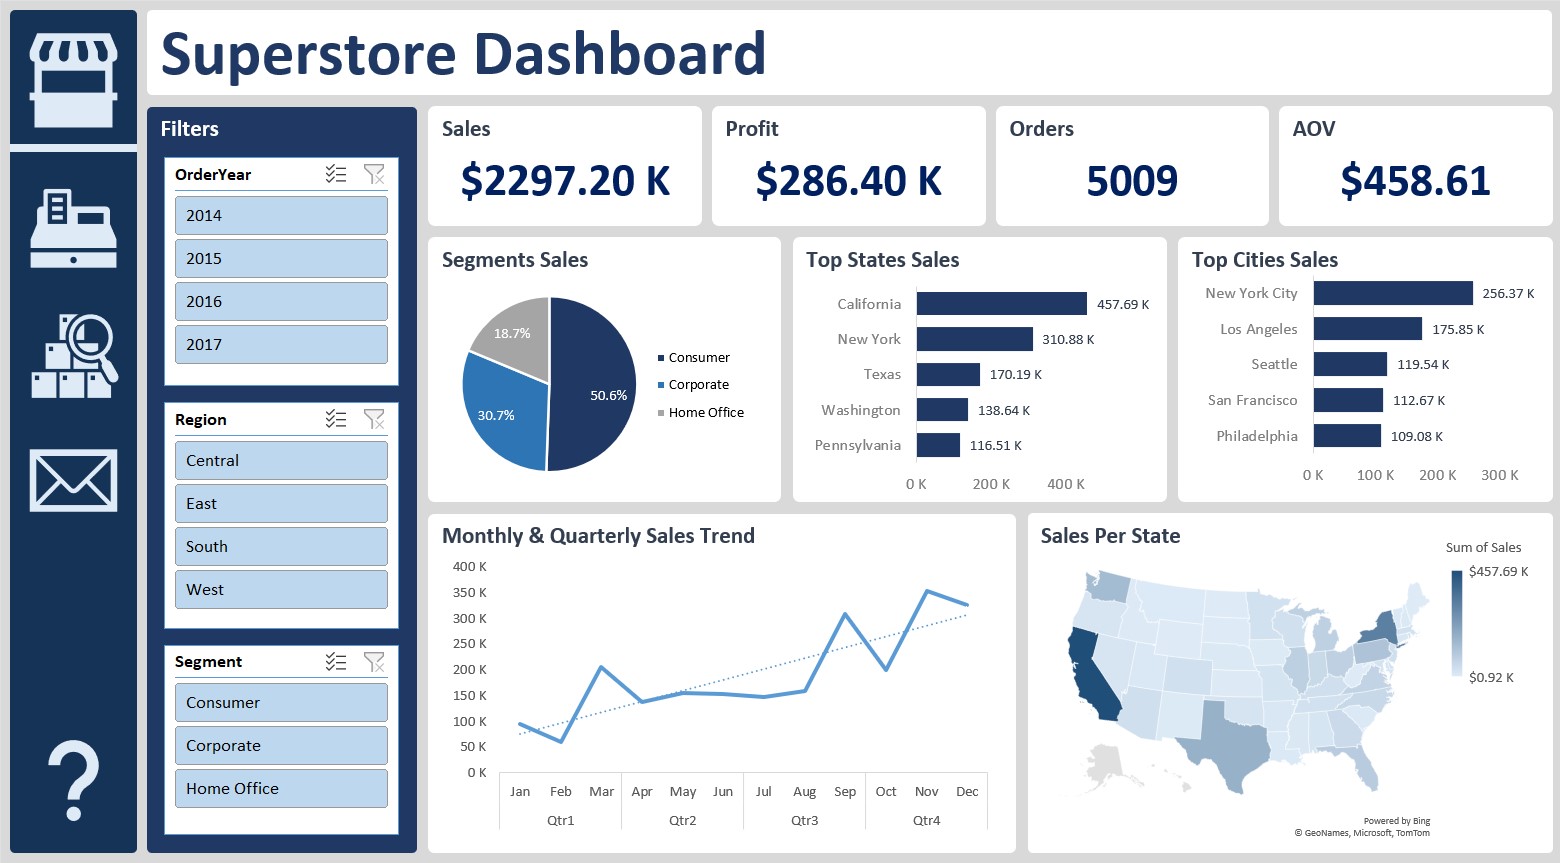 Superstore Dashboard
Filters
OrderYear
2014
2015
2016
2017
Region
Central
East
South
West
Segment
Consumer
Corporate
Home Office
Sales
$2297.20 K
Profit
$286.40 K
Orders
5009
AOV
$458.61
Segments Sales
18.7%
50.6%
30.7%
Consumer
Corporate
Home Office
Top States Sales
California 457.69 K
New York 310.88 K
Texas 170.19 K
Washington 138.64 K
Pennsylvania 116.51 K
0 K 200 K 400 K
Top Cities Sales
New York City 256.37 K
Los Angeles 175.85 K
Seattle 119.54 K
San Francisco 112.67 K
Philadelphia 109.08 K
0 K 100 K 200 K 300 K
Monthly & Quarterly Sales Trend
400 K
350 K
300 K
250 K
200 K
150 K
100 K
50 K
0 K
Jan Feb Mar Apr May Jun Jul Aug Sep Oct Nov Dec
Qtr1 Qtr2 Qtr3 Qtr4
Sales Per State
Sum of Sales
$457.69 K
$0.92 K
Powered by Bing
© GeoNames, Microsoft, TomTom